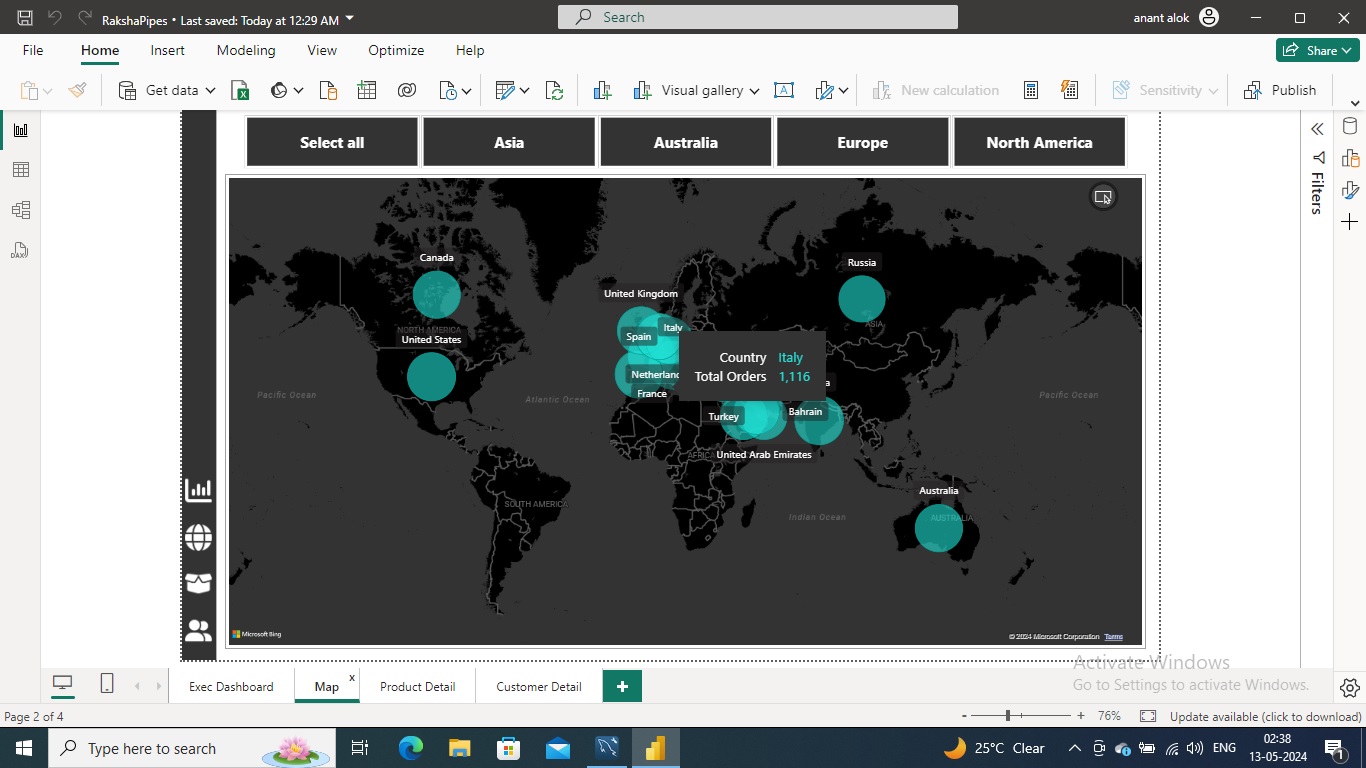 RakshaPipes • Last saved: Today at 12:29 AM
Search
anant alok
File Home Insert Modeling View Optimize Help
Share
Get data
Visual gallery
New calculation
Sensitivity
Publish
DAX
Select all Asia Australia Europe North America
Filters
Canada
Russia
United Kingdom
NORTH AMERICA
ASIA
Italy
Spain
United States
Country Italy
Total Orders 1,116
Pacific Ocean
Atlantic Ocean
Netherland
France
Pacific Ocean
Turkey
Bahrain
AFRICA
United Arab Emirates
Australia
SOUTH AMERICA
Indian Ocean
AUSTRALIA
Microsoft Bing
© 2024 Microsoft Corporation Terms
Activate Windows
Go to Settings to activate Windows.
Exec Dashboard Map x Product Detail Customer Detail +
Page 2 of 4
- + 76%
Update available (click to download)
Type here to search
25°C Clear
ENG
02:38
13-05-2024
1